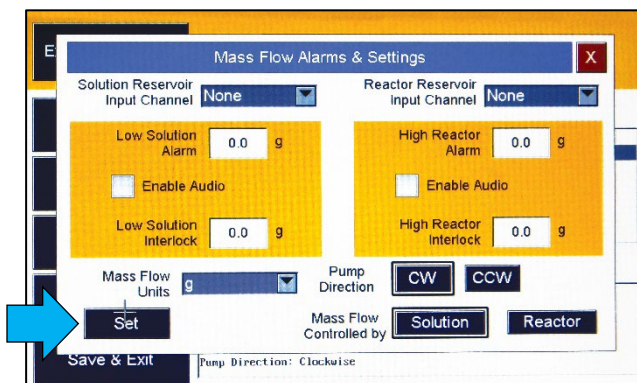 E
Mass Flow Alarms & Settings
X
Solution Reservoir
Input Channel
None
Reactor Reservoir
Input Channel
None
Low Solution
Alarm
0.0
g
High Reactor
Alarm
0.0
g
Enable Audio
Enable Audio
Low Solution
Interlock
0.0
g
High Reactor
Interlock
0.0
g
Mass Flow
Units
g
Pump
Direction
CW
CCW
Set
Mass Flow
Controlled by
Solution
Reactor
Save & Exit
Pump Direction: Clockwise